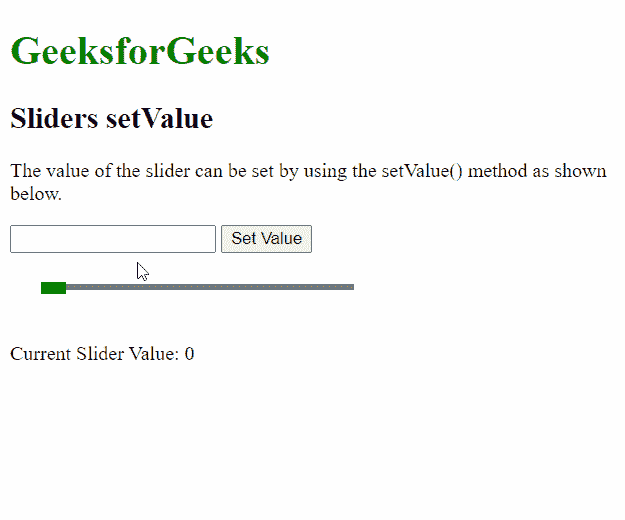 GeeksforGeeks
Sliders setValue
The value of the slider can be set by using the setValue() method as shown
below.
Set Value
Current Slider Value: 0